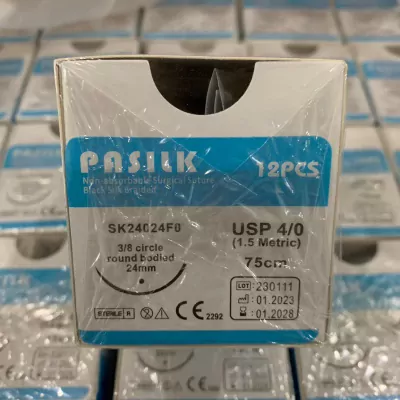 PASILK
12PCS
Non-absorbable Surgical Suture
Black Silk Braided
SK24024F0
3/8 circle
round bodied
24mm
USP 4/0
(1.5 Metric)
75cm
STERILE R
CE 2292
LOT: 230111
: 01.2023
: 01.2028